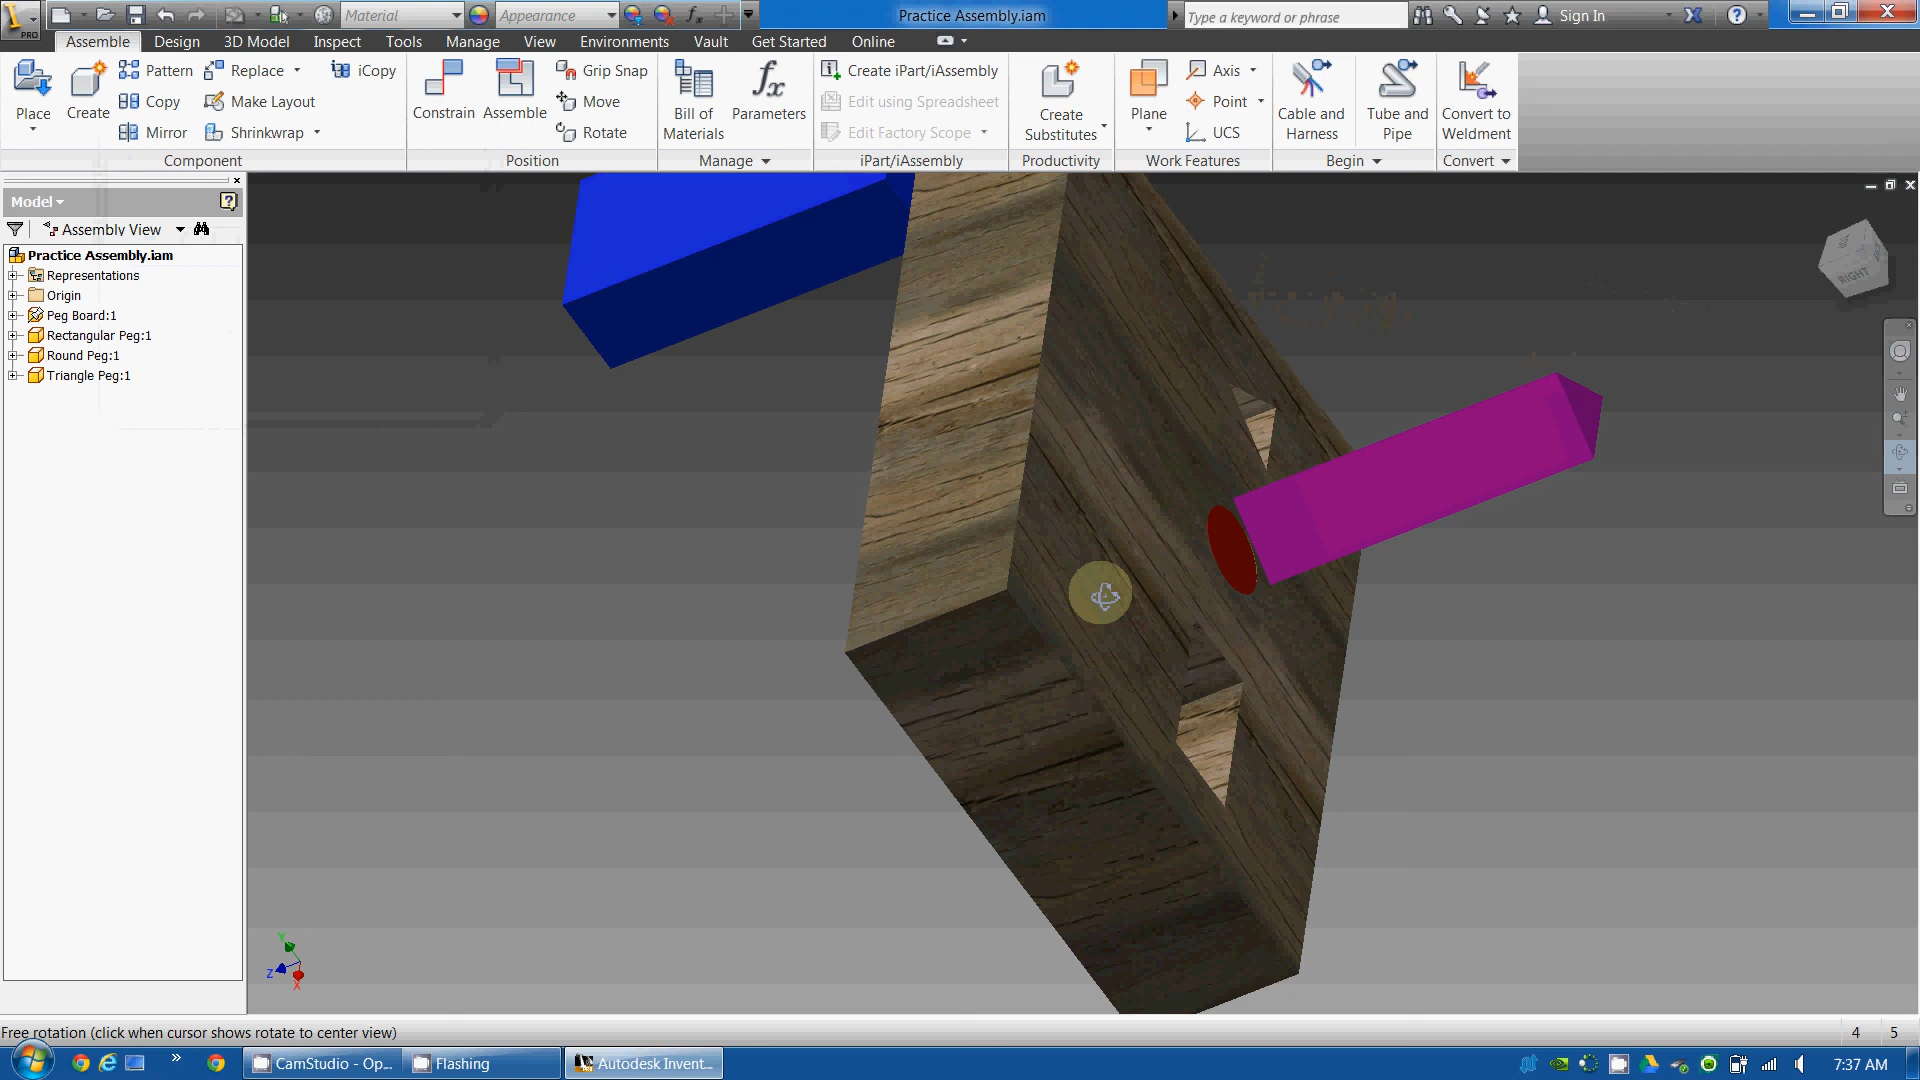 PRO
Material
Appearance
Practice Assembly.iam
Type a keyword or phrase
Sign In
Assemble Design 3D Model Inspect Tools Manage View Environments Vault Get Started Online
Place
Create
Pattern
Copy
Mirror
Replace
Make Layout
Shrinkwrap
iCopy
Component
Constrain
Assemble
Grip Snap
Move
Rotate
Position
Bill of
Materials
Parameters
Manage
Create iPart/iAssembly
Edit using Spreadsheet
Edit Factory Scope
iPart/iAssembly
Create
Substitutes
Productivity
Plane
Axis
Point
UCS
Work Features
Cable and
Harness
Tube and
Pipe
Begin
Convert to
Weldment
Convert
Model
Assembly View
Practice Assembly.iam
Representations
Origin
Peg Board:1
Rectangular Peg:1
Round Peg:1
Triangle Peg:1
RIGHT
Y
Z
X
Free rotation (click when cursor shows rotate to center view)
4 5
CamStudio - Op...
Flashing
Autodesk Invent...
7:37 AM